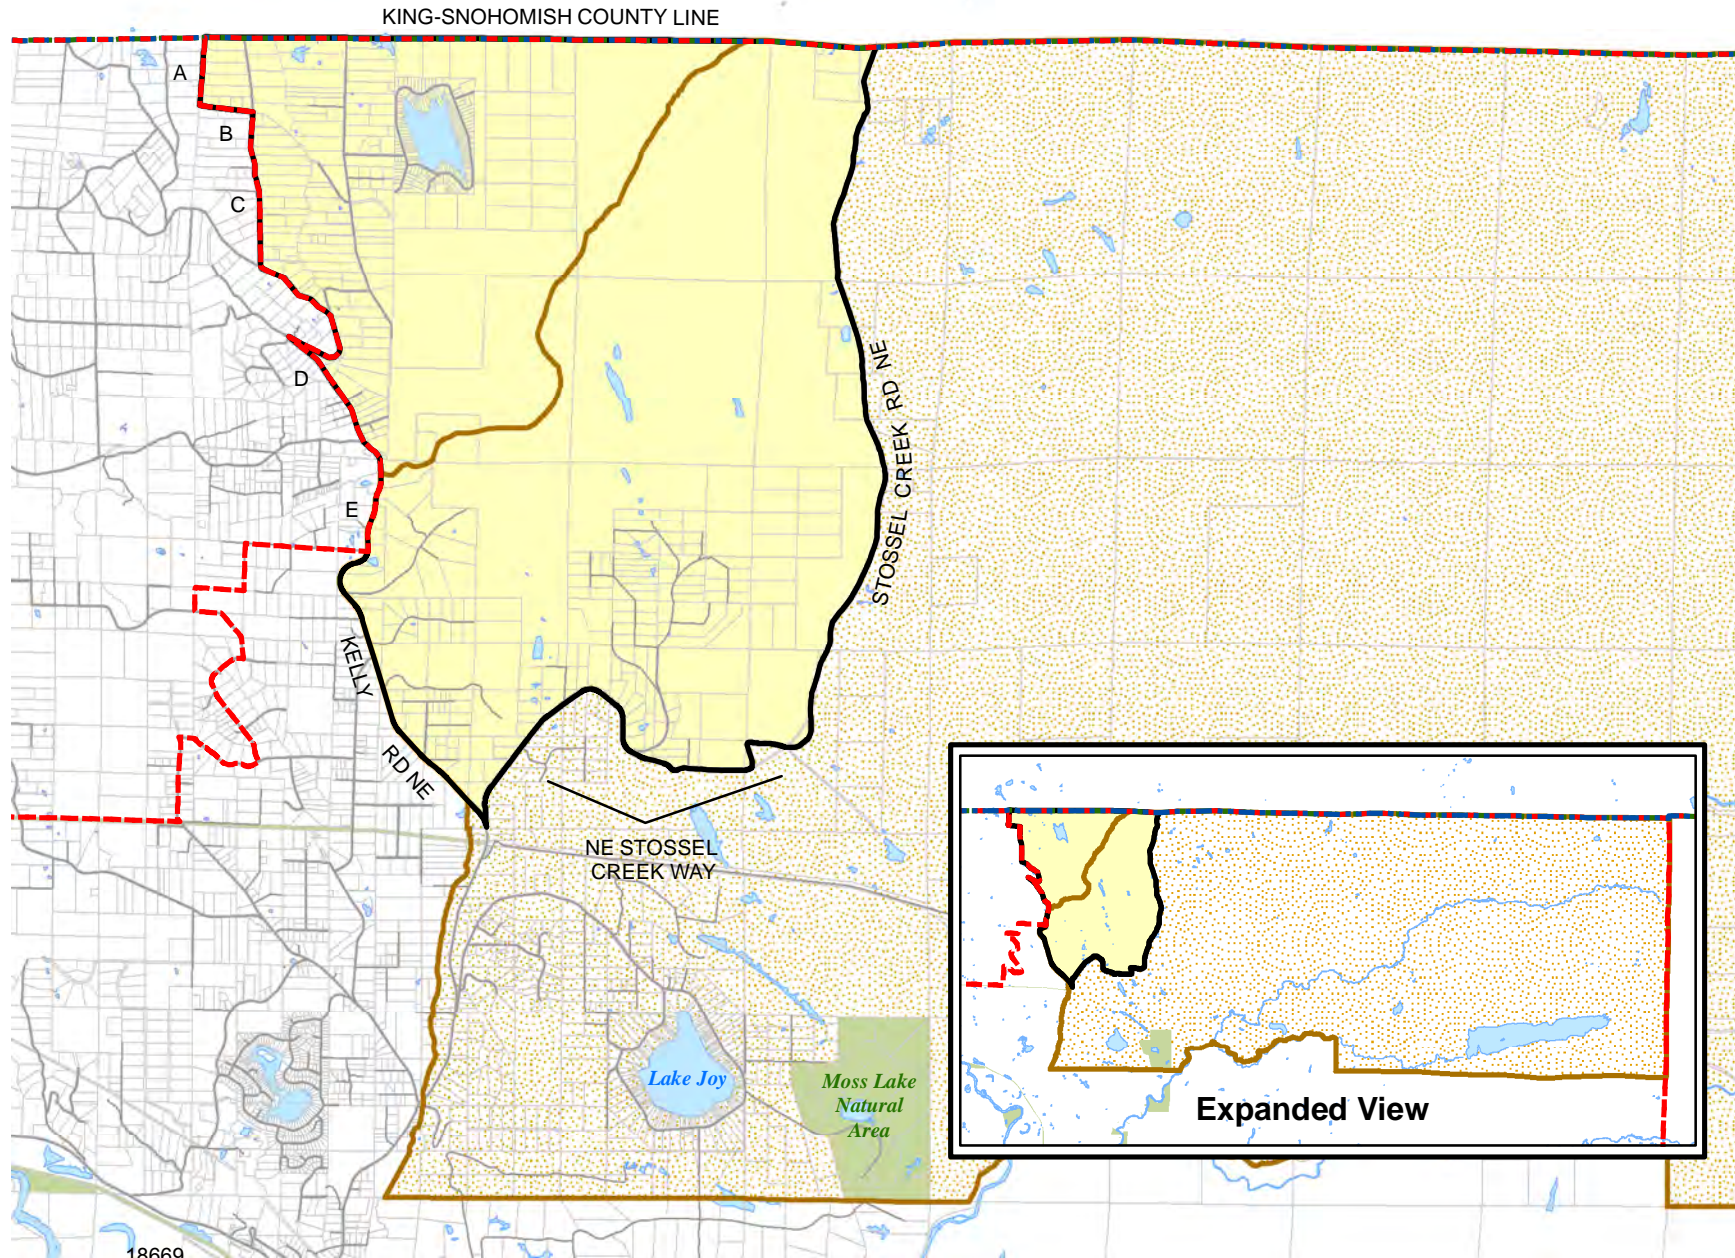 KING-SNOHOMISH COUNTY LINE
A
B
C
D
E
STOSSEL CREEK RD NE
KELLY
RD NE
NE STOSSEL
CREEK WAY
Lake Joy
Moss Lake
Natural
Area
Expanded View
18669